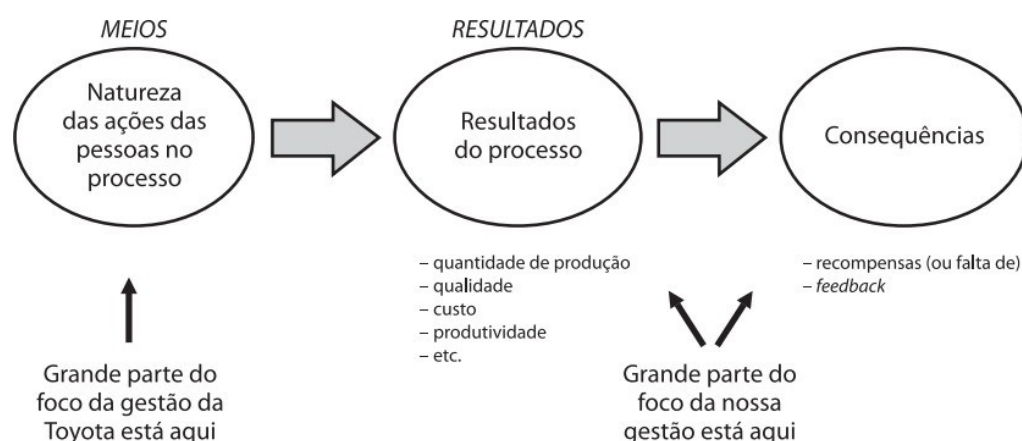 MEIOS
Natureza
das ações das
pessoas no
processo
Grande parte do
foco da gestão da
Toyota está aqui
RESULTADOS
Resultados
do processo
– quantidade de produção
– qualidade
– custo
– produtividade
– etc.
Consequências
– recompensas (ou falta de)
– feedback
Grande parte do
foco da nossa
gestão está aqui